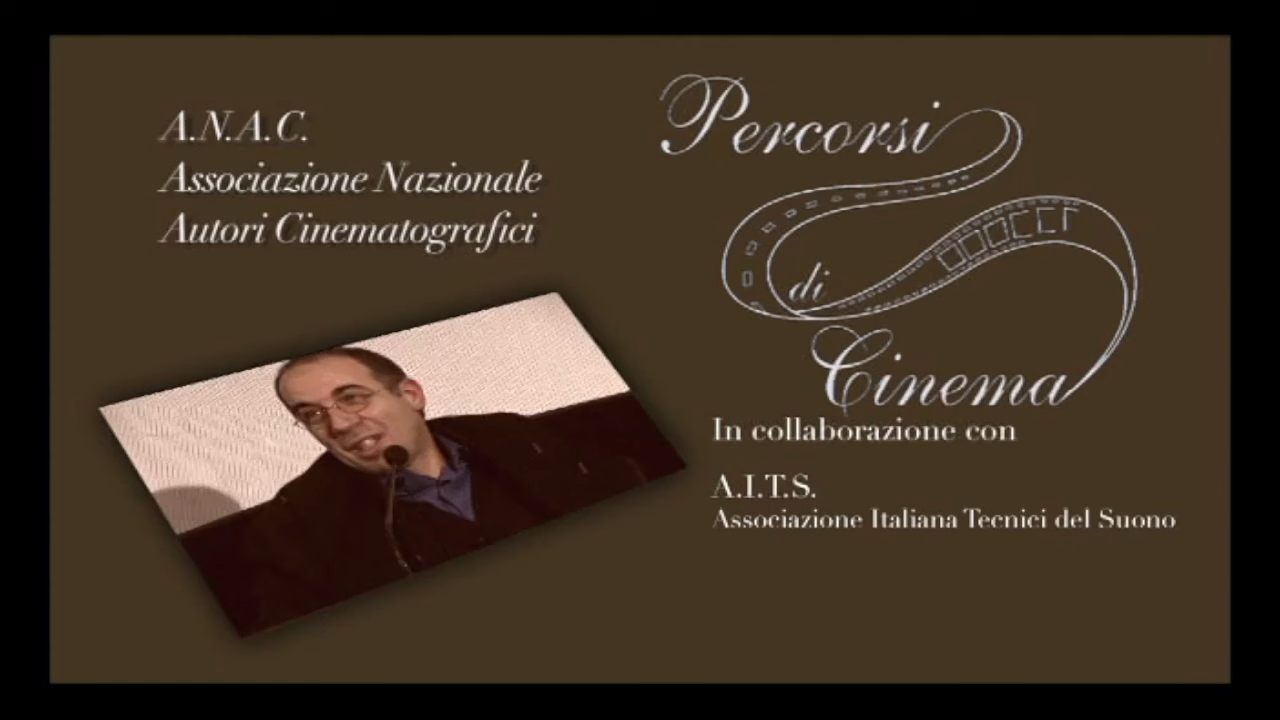 A.N.A.C.
Associazione Nazionale
Autori Cinematografici
Percorsi
di
Cinema
In collaborazione con
A.I.T.S.
Associazione Italiana Tecnici del Suono